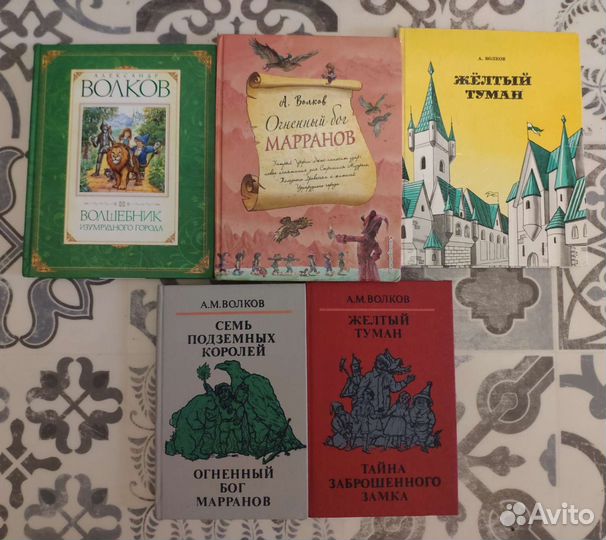 АЛЕКСАНДР
ВОЛКОВ
ВОЛШЕБНИК
ИЗУМРУДНОГО ГОРОДА
А. Волков
Огненный бог
МАРРАНОВ
А. ВОЛКОВ
ЖЁЛТЫЙ
ТУМАН
А.М.ВОЛКОВ
СЕМЬ
ПОДЗЕМНЫХ
КОРОЛЕЙ
ОГНЕННЫЙ
БОГ
МАРРАНОВ
А.М.ВОЛКОВ
ЖЕЛТЫЙ
ТУМАН
ТАЙНА
ЗАБРОШЕННОГО
ЗАМКА
Avito